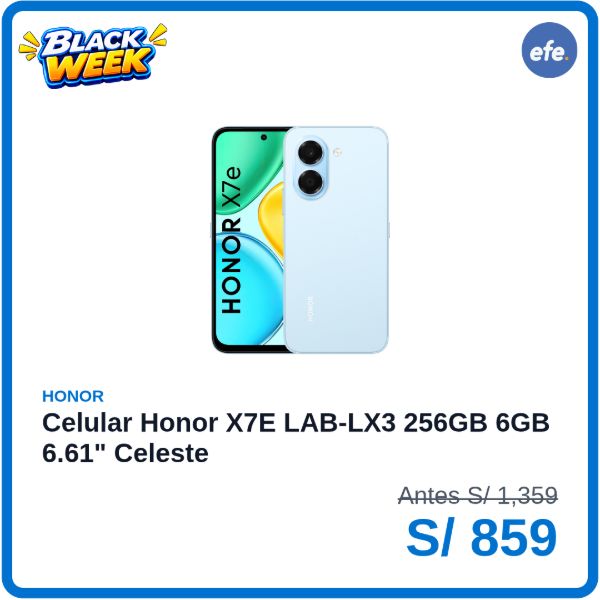 BLACK
WEEK
efe.
HONOR X7e
HONOR
HONOR
Celular Honor X7E LAB-LX3 256GB 6GB
6.61" Celeste
Antes S/ 1,359
S/ 859